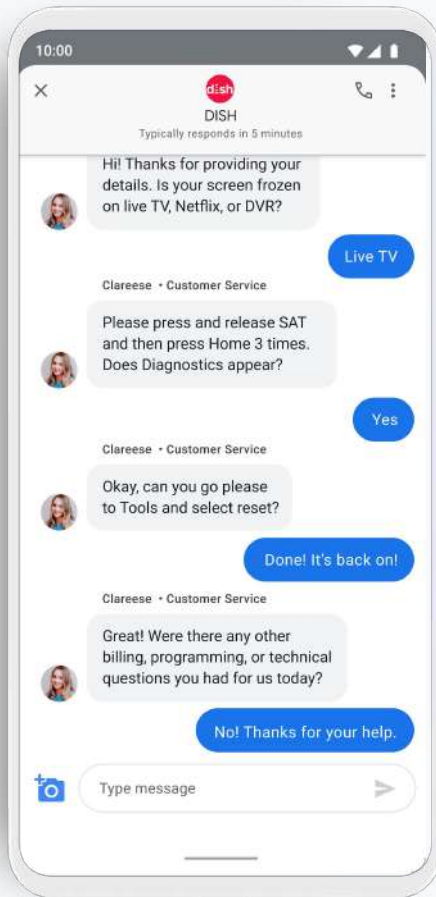 10:00
dish
DISH
Typically responds in 5 minutes
Hi! Thanks for providing your
details. Is your screen frozen
on live TV, Netflix, or DVR?
Live TV
Clareese • Customer Service
Please press and release SAT
and then press Home 3 times.
Does Diagnostics appear?
Yes
Clareese • Customer Service
Okay, can you go please
to Tools and select reset?
Done! It's back on!
Clareese • Customer Service
Great! Were there any other
billing, programming, or technical
questions you had for us today?
No! Thanks for your help.
Type message